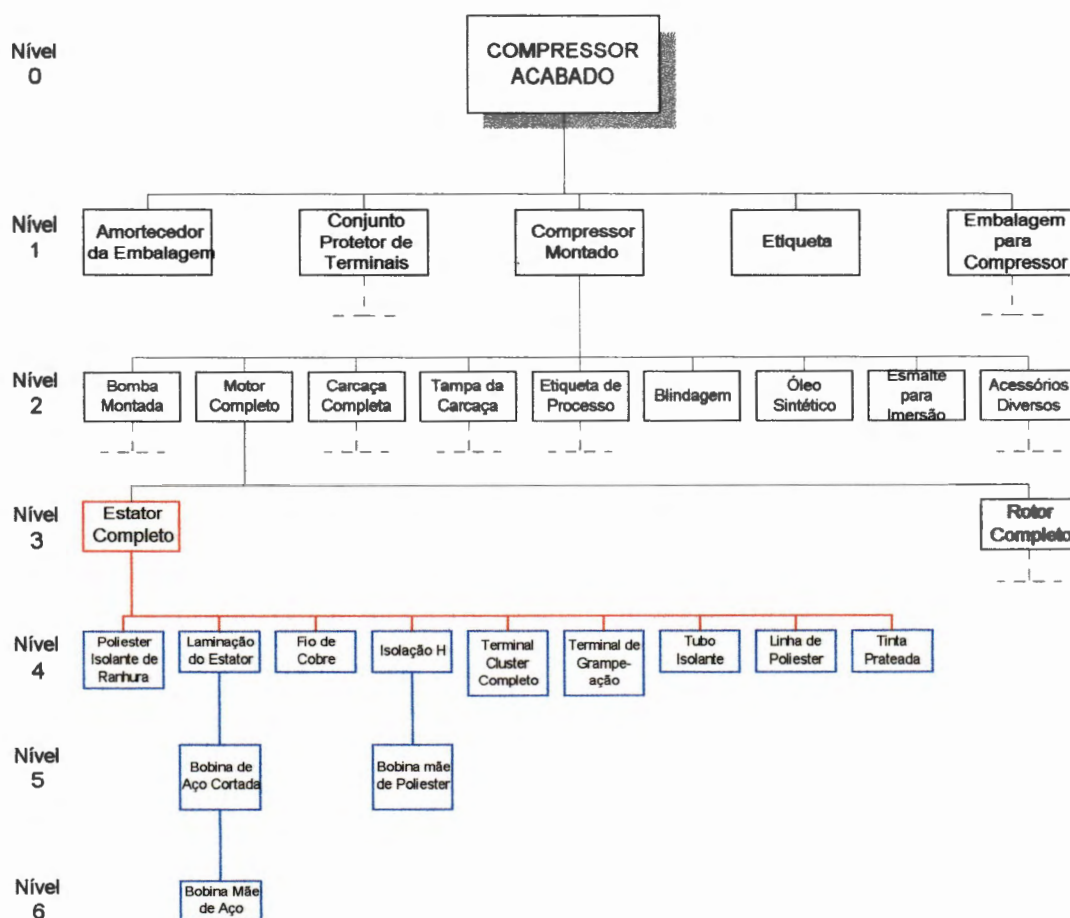 Nível
0
COMPRESSOR
ACABADO
Nível
1
Amortecedor
da Embalagem
Conjunto
Protetor de
Terminais
Compressor
Montado
Etiqueta
Embalagem
para
Compressor
Nível
2
Bomba
Montada
Motor
Completo
Carcaça
Completa
Tampa da
Carcaça
Etiqueta de
Processo
Blindagem
Óleo
Sintético
Esmalte
para
Imersão
Acessórios
Diversos
Nível
3
Estator
Completo
Rotor
Completo
Nível
4
Poliester
Isolante de
Ranhura
Laminação
do Estator
Fio de
Cobre
Isolação H
Terminal
Cluster
Completo
Terminal de
Grampe-
ação
Tubo
Isolante
Linha de
Poliester
Tinta
Prateada
Nível
5
Bobina de
Aço Cortada
Bobina mãe
de Poliester
Nível
6
Bobina Mãe
de Aço